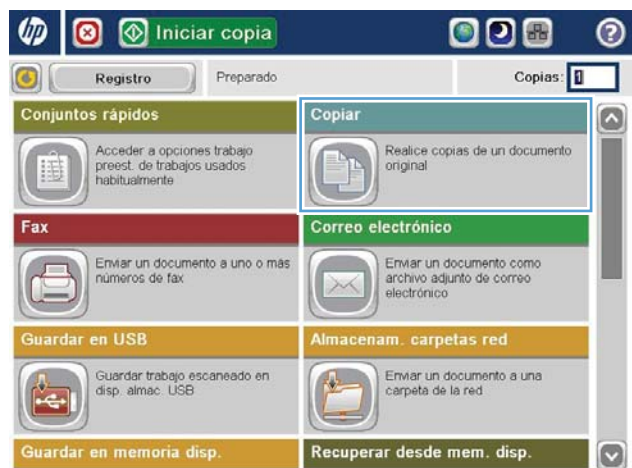 hp
Iniciar copia
?
Registro
Preparado
Copias: 1
Conjuntos rápidos
Acceder a opciones trabajo
preest. de trabajos usados
habitualmente
Copiar
Realice copias de un documento
original
Fax
Enviar un documento a uno o más
números de fax
Correo electrónico
Enviar un documento como
archivo adjunto de correo
electrónico
Guardar en USB
Guardar trabajo escaneado en
disp. almac. USB
Almacenam. carpetas red
Enviar un documento a una
carpeta de la red
Guardar en memoria disp.
Recuperar desde mem. disp.